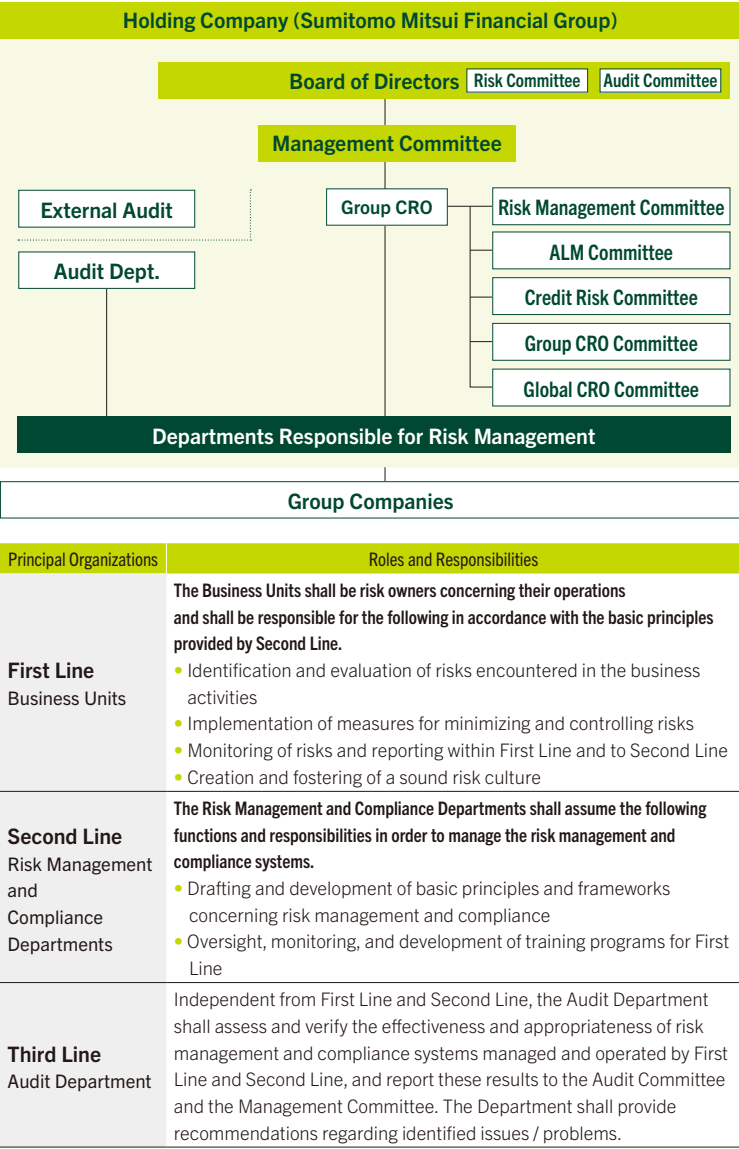 Holding Company (Sumitomo Mitsui Financial Group)
Board of Directors
Risk Committee
Audit Committee
Management Committee
External Audit
Group CRO
Risk Management Committee
Audit Dept.
ALM Committee
Credit Risk Committee
Group CRO Committee
Global CRO Committee
Departments Responsible for Risk Management
Group Companies
Principal Organizations
Roles and Responsibilities
First Line
Business Units
The Business Units shall be risk owners concerning their operations
and shall be responsible for the following in accordance with the basic principles
provided by Second Line.
• Identification and evaluation of risks encountered in the business
activities
• Implementation of measures for minimizing and controlling risks
• Monitoring of risks and reporting within First Line and to Second Line
• Creation and fostering of a sound risk culture
Second Line
Risk Management
and
Compliance
Departments
The Risk Management and Compliance Departments shall assume the following
functions and responsibilities in order to manage the risk management and
compliance systems.
• Drafting and development of basic principles and frameworks
concerning risk management and compliance
• Oversight, monitoring, and development of training programs for First
Line
Third Line
Audit Department
Independent from First Line and Second Line, the Audit Department
shall assess and verify the effectiveness and appropriateness of risk
management and compliance systems managed and operated by First
Line and Second Line, and report these results to the Audit Committee
and the Management Committee. The Department shall provide
recommendations regarding identified issues / problems.